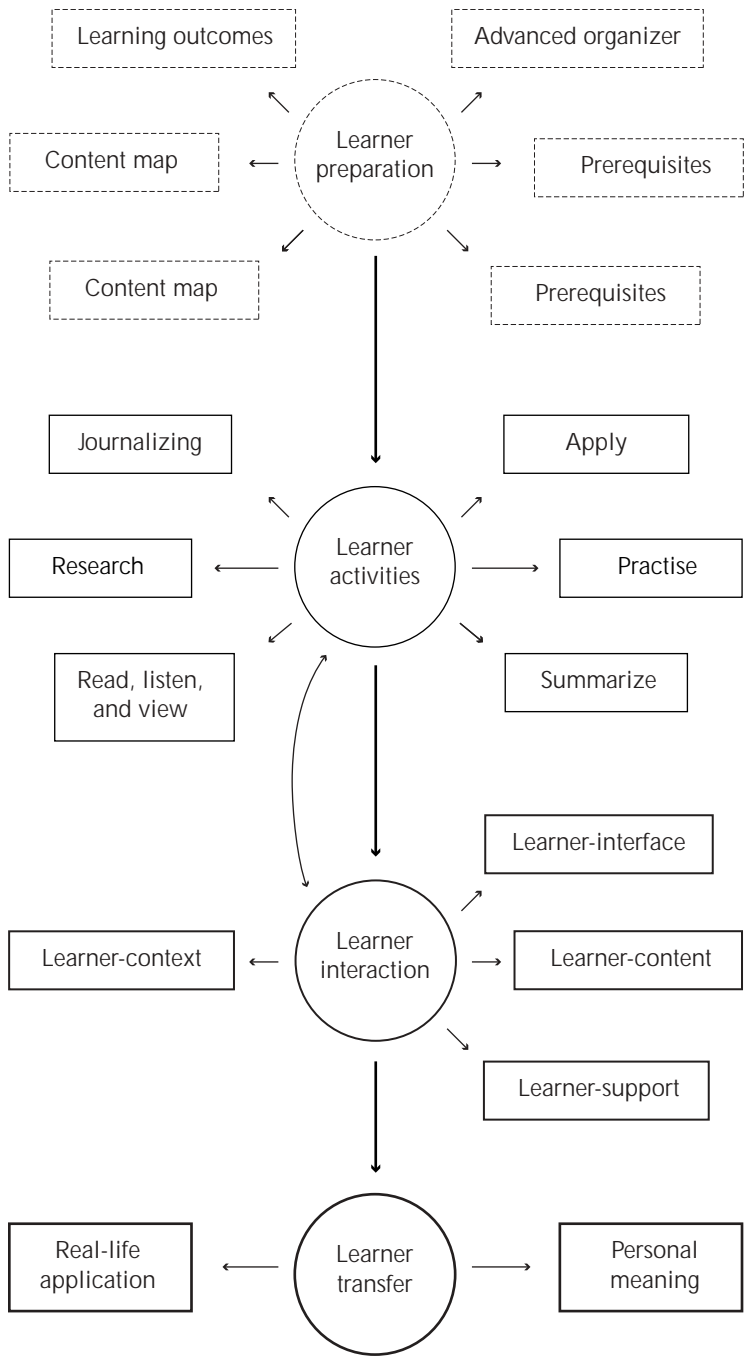 Learning outcomes
Advanced organizer
Learner
preparation
Content map
Prerequisites
Content map
Prerequisites
Journalizing
Apply
Learner
activities
Research
Practise
Read, listen,
and view
Summarize
Learner-interface
Learner
interaction
Learner-context
Learner-content
Learner-support
Real-life
application
Learner
transfer
Personal
meaning